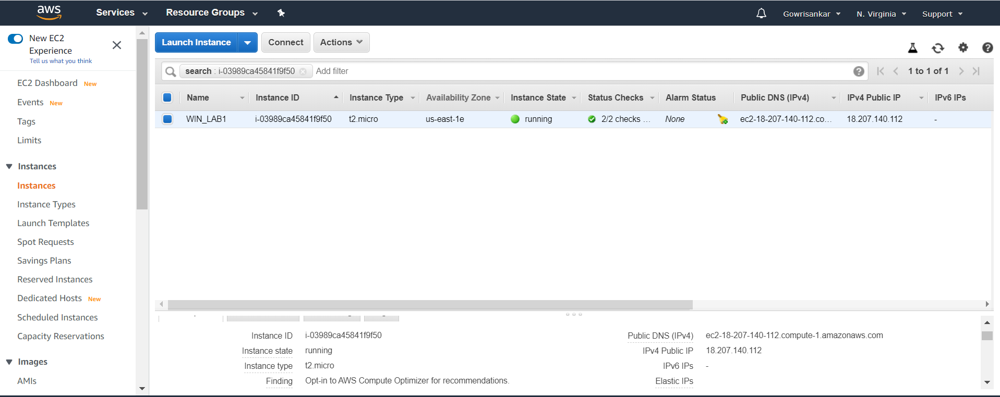 aws Services Resource Groups Gowrisankar N. Virginia Support
New EC2
Experience
Tell us what you think
EC2 Dashboard New
Events New
Tags
Limits
Instances
Instances
Instance Types
Launch Templates
Spot Requests
Savings Plans
Reserved Instances
Dedicated Hosts New
Scheduled Instances
Capacity Reservations
Images
AMIs
Launch Instance Connect Actions
search : i-03989ca45841f9f50 Add filter 1 to 1 of 1
Name Instance ID Instance Type Availability Zone Instance State Status Checks Alarm Status Public DNS (IPv4) IPv4 Public IP IPv6 IPs
WIN_LAB1 i-03989ca45841f9f50 t2.micro us-east-1e running 2/2 checks ... None ec2-18-207-140-112.co... 18.207.140.112 -
Instance ID i-03989ca45841f9f50 Public DNS (IPv4) ec2-18-207-140-112.compute-1.amazonaws.com
Instance state running IPv4 Public IP 18.207.140.112
Instance type t2.micro IPv6 IPs -
Finding Opt-in to AWS Compute Optimizer for recommendations. Elastic IPs